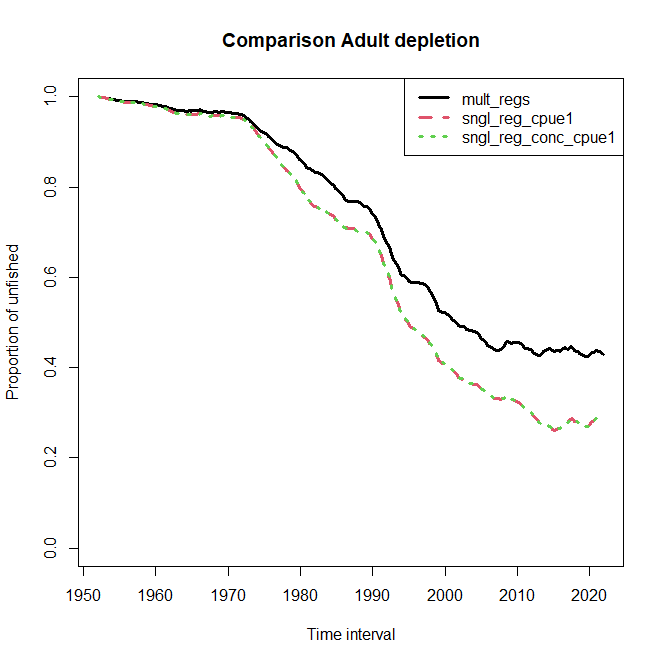 Comparison Adult depletion
mult_regs
sngl_reg_cpue1
sngl_reg_conc_cpue1
Proportion of unfished
1.0
0.8
0.6
0.4
0.2
0.0
1950 1960 1970 1980 1990 2000 2010 2020
Time interval